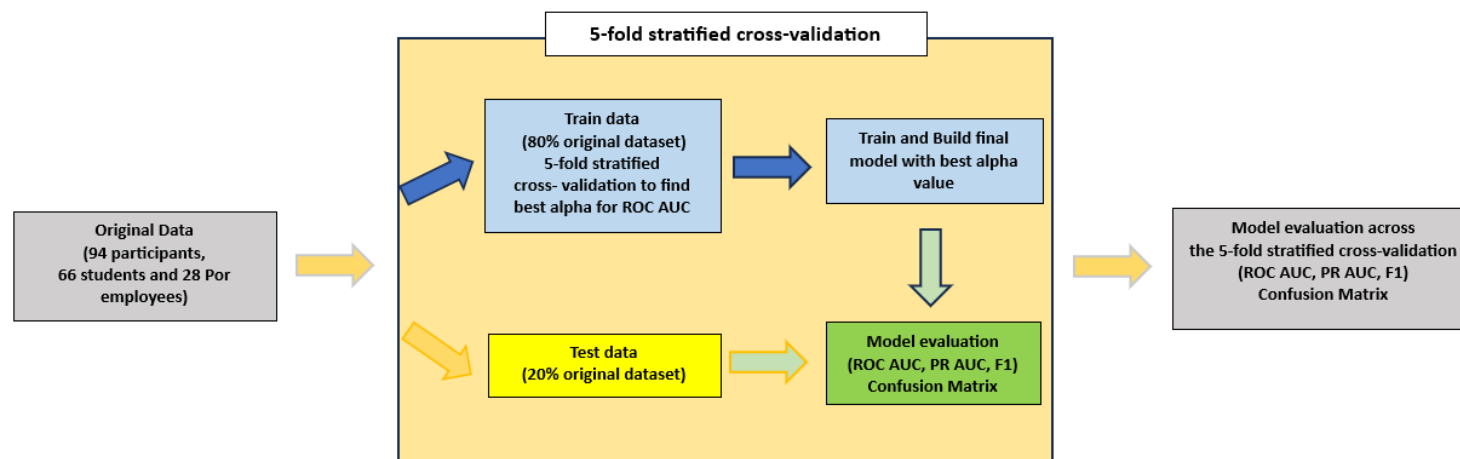 5-fold stratified cross-validation
Original Data
(94 participants,
66 students and 28 Por
employees)
Train data
(80% original dataset)
5-fold stratified
cross- validation to find
best alpha for ROC AUC
Train and Build final
model with best alpha
value
Test data
(20% original dataset)
Model evaluation
(ROC AUC, PR AUC, F1)
Confusion Matrix
Model evaluation across
the 5-fold stratified cross-validation
(ROC AUC, PR AUC, F1)
Confusion Matrix